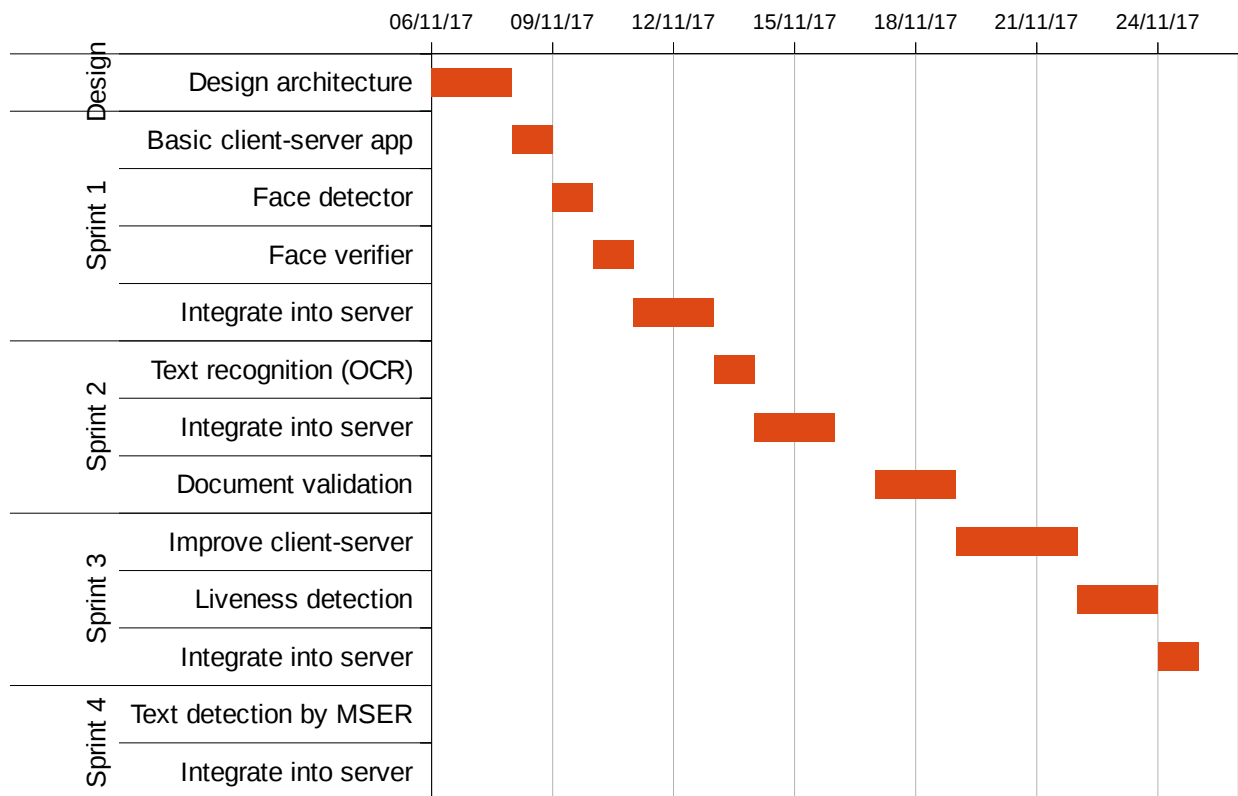 06/11/17 09/11/17 12/11/17 15/11/17 18/11/17 21/11/17 24/11/17
Design
Design architecture
Sprint 1
Basic client-server app
Face detector
Face verifier
Integrate into server
Sprint 2
Text recognition (OCR)
Integrate into server
Document validation
Sprint 3
Improve client-server
Liveness detection
Integrate into server
Sprint 4
Text detection by MSER
Integrate into server